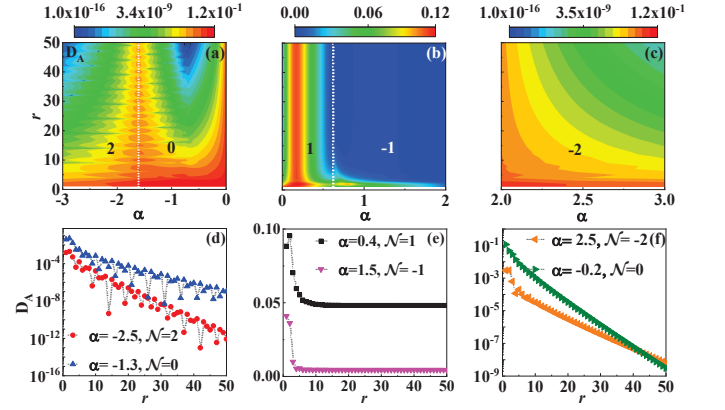 1.0x10-16 3.4x10-9 1.2x10-1
0.00 0.06 0.12
1.0x10-16 3.5x10-9 1.2x10-1
50 DA (a)
40
30
r
20
10
0
2 0
-3 -2 -1 0
α
(b)
1 -1
0 1 2
α
(c)
-2
2.0 2.5 3.0
α
(d)
10-4
10-8
DA
10-12
10-16
α= -2.5, N=2
α= -1.3, N=0
0 10 20 30 40 50
r
(e)
0.10
0.05
0.00
α=0.4, N=1
α=1.5, N= -1
0 10 20 30 40 50
r
α= 2.5, N= -2 (f)
α= -0.2, N=0
10-1
10-3
10-5
10-7
10-9
0 10 20 30 40 50
r